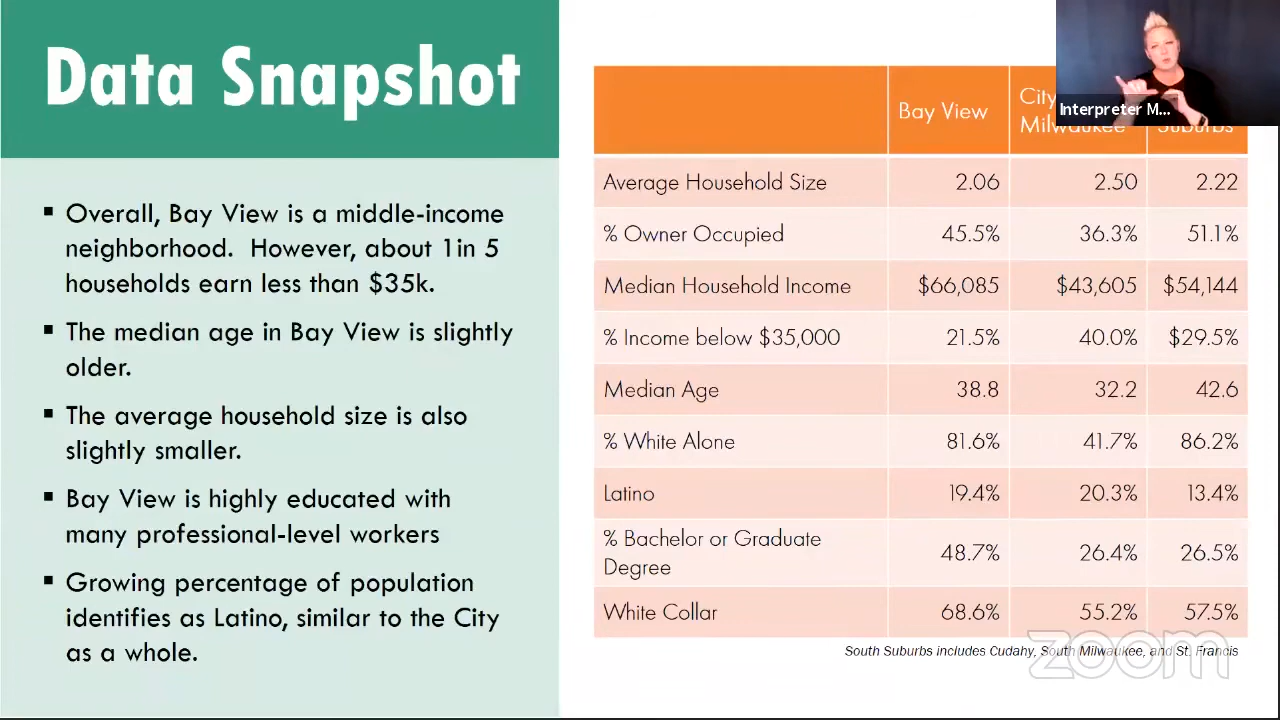 Data Snapshot
▪ Overall, Bay View is a middle-income
neighborhood. However, about 1in 5
households earn less than $35k.
▪ The median age in Bay View is slightly
older.
▪ The average household size is also
slightly smaller.
▪ Bay View is highly educated with
many professional-level workers
▪ Growing percentage of population
identifies as Latino, similar to the City
as a whole.
Interpreter M...
Bay View City Milwaukee Suburbs
Average Household Size 2.06 2.50 2.22
% Owner Occupied 45.5% 36.3% 51.1%
Median Household Income $66,085 $43,605 $54,144
% Income below $35,000 21.5% 40.0% $29.5%
Median Age 38.8 32.2 42.6
% White Alone 81.6% 41.7% 86.2%
Latino 19.4% 20.3% 13.4%
% Bachelor or Graduate
Degree 48.7% 26.4% 26.5%
White Collar 68.6% 55.2% 57.5%
South Suburbs includes Cudahy, South Milwaukee, and St. Francis
zoom